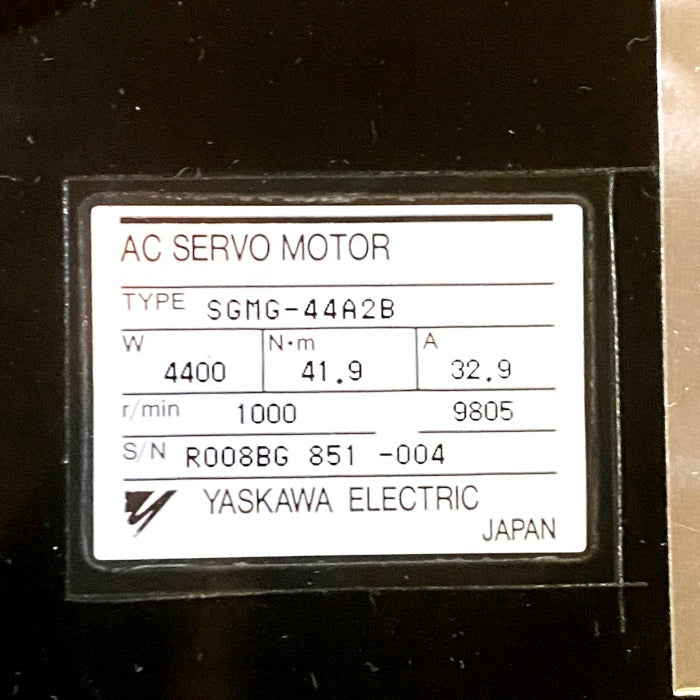 AC SERVO MOTOR
TYPE SGMG-44A2B
W N·m A
4400 41.9 32.9
r/min 1000 9805
S/N R008BG 851 -004
YASKAWA ELECTRIC
JAPAN